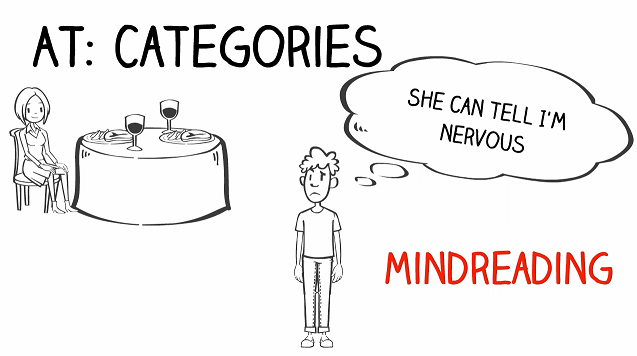 AT: CATEGORIES
SHE CAN TELL I'M
NERVOUS
MINDREADING